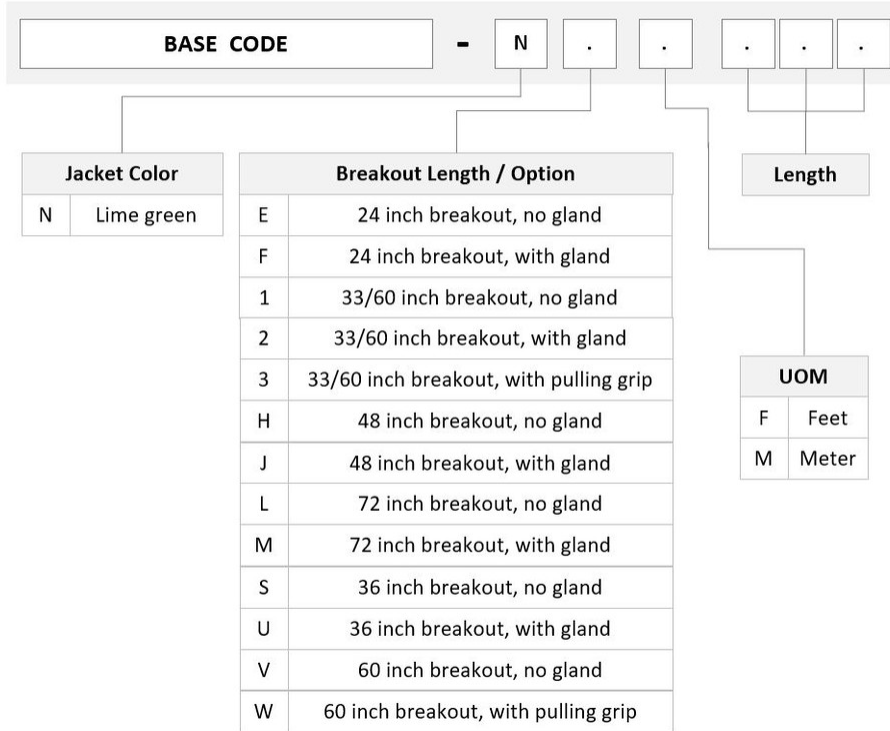 BASE CODE - N . . . . .
Jacket Color
N Lime green
Breakout Length / Option
E 24 inch breakout, no gland
F 24 inch breakout, with gland
1 33/60 inch breakout, no gland
2 33/60 inch breakout, with gland
3 33/60 inch breakout, with pulling grip
H 48 inch breakout, no gland
J 48 inch breakout, with gland
L 72 inch breakout, no gland
M 72 inch breakout, with gland
S 36 inch breakout, no gland
U 36 inch breakout, with gland
V 60 inch breakout, no gland
W 60 inch breakout, with pulling grip
Length
UOM
F Feet
M Meter